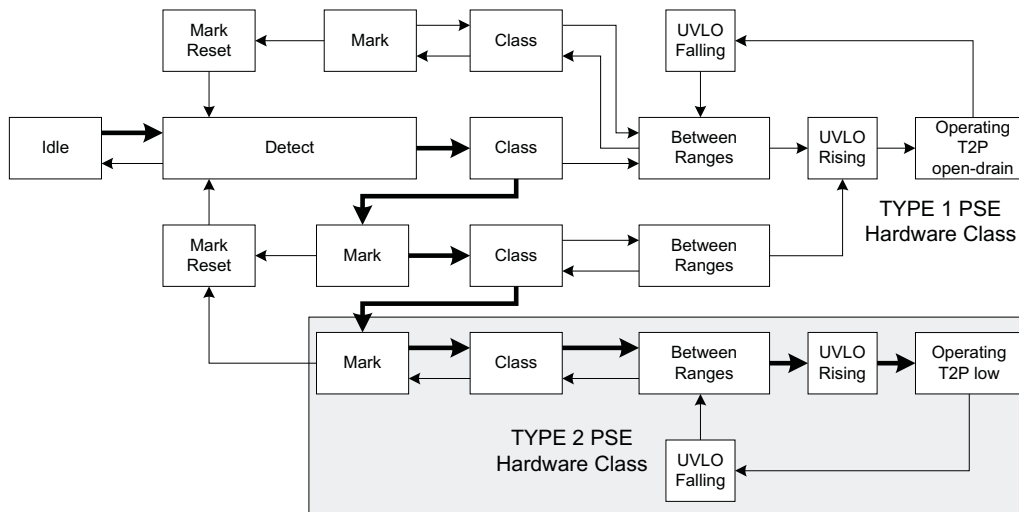 Mark
Reset
Mark
Class
UVLO
Falling
Idle
Detect
Class
Between
Ranges
UVLO
Rising
Operating
T2P
open-drain
TYPE 1 PSE
Hardware Class
Mark
Reset
Mark
Class
Between
Ranges
Mark
Class
Between
Ranges
UVLO
Rising
Operating
T2P low
TYPE 2 PSE
Hardware Class
UVLO
Falling